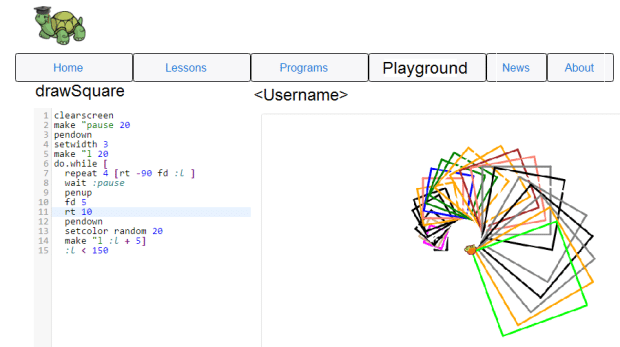 Home Lessons Programs Playground News About
drawSquare
<Username>
1 clearscreen
2 make "pause 20
3 pendown
4 setwidth 3
5 make "l 20
6 do.while [
7 repeat 4 [rt -90 fd :l ]
8 wait :pause
9 penup
10 fd 5
11 rt 10
12 pendown
13 setcolor random 20
14 make "l :l + 5]
15 :l < 150